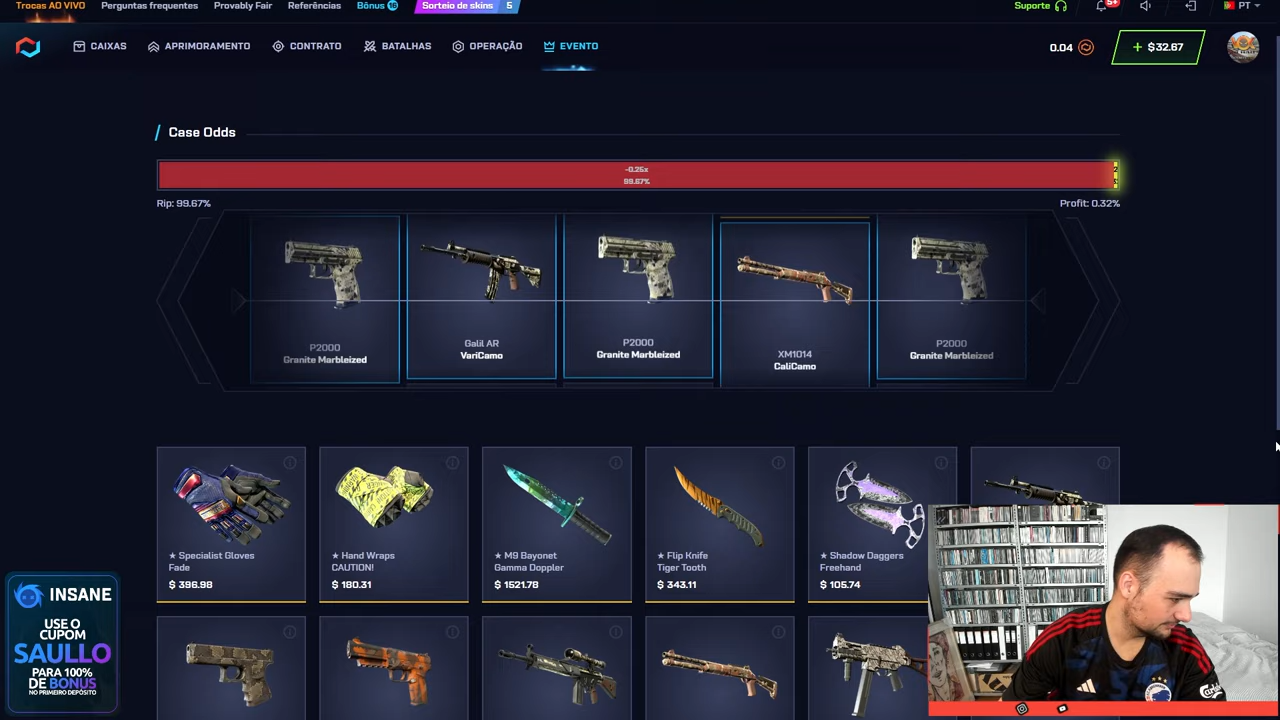 Trocas AO VIVO Perguntas frequentes Provably Fair Referências Bônus 16 Sorteio de skins 5 Suporte 5+ PT
CAIXAS APRIMORAMENTO CONTRATO BATALHAS OPERAÇÃO EVENTO 0.04 + $32.67
Case Odds
-0.25x
99.67%
Rip: 99.67% Profit: 0.32%
P2000
Granite Marbleized
Galil AR
VariCamo
P2000
Granite Marbleized
XM1014
CaliCamo
P2000
Granite Marbleized
★ Specialist Gloves
Fade
$ 396.98
★ Hand Wraps
CAUTION!
$ 180.31
★ M9 Bayonet
Gamma Doppler
$ 1521.78
★ Flip Knife
Tiger Tooth
$ 343.11
★ Shadow Daggers
Freehand
$ 105.74
INSANE
USE O
CUPOM
SAULLO
PARA 100%
DE BONUS
NO PRIMEIRO DEPÓSITO
Carlsberg